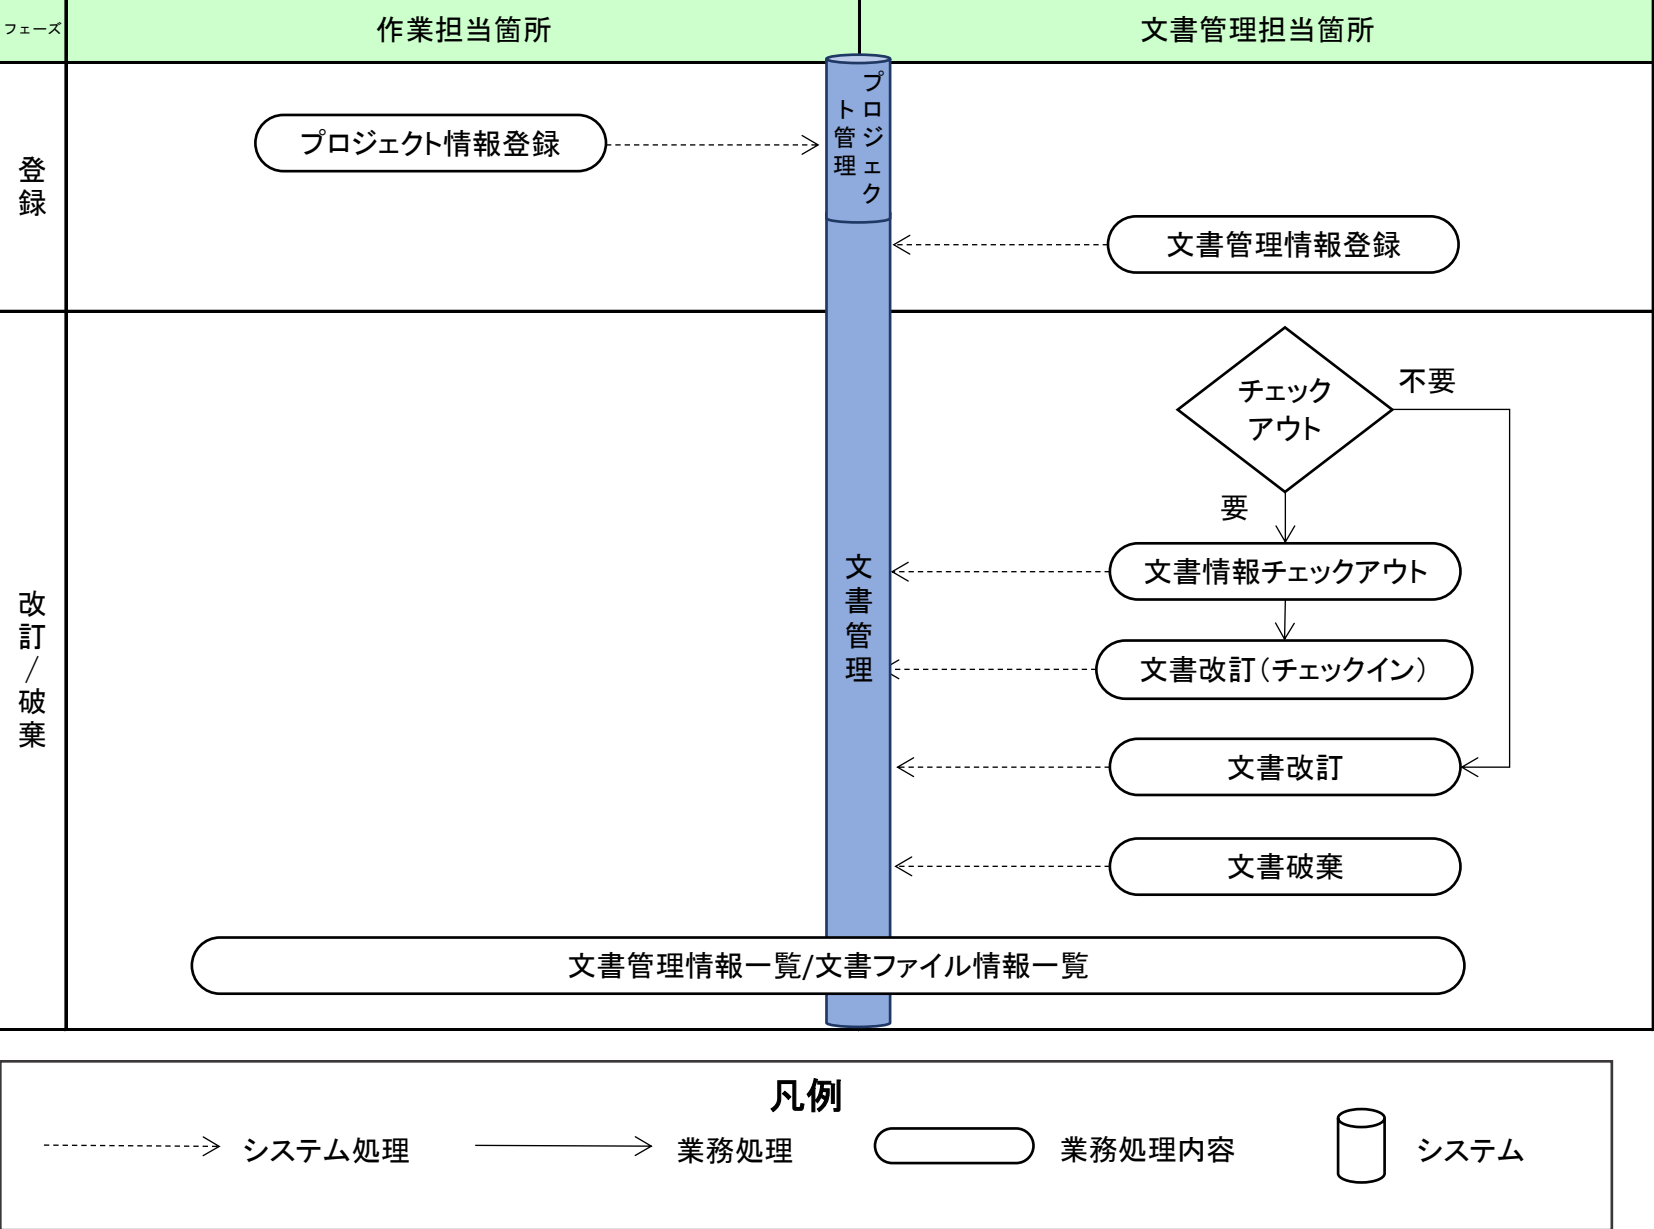 フェーズ
作業担当箇所
文書管理担当箇所
登録
プロジェクト情報登録
プロジェク
ト管理
文書管理情報登録
改訂/破棄
チェック
アウト
不要
要
文書情報チェックアウト
文書管理
文書改訂(チェックイン)
文書改訂
文書破棄
文書管理情報一覧/文書ファイル情報一覧
凡例
システム処理
業務処理
業務処理内容
システム